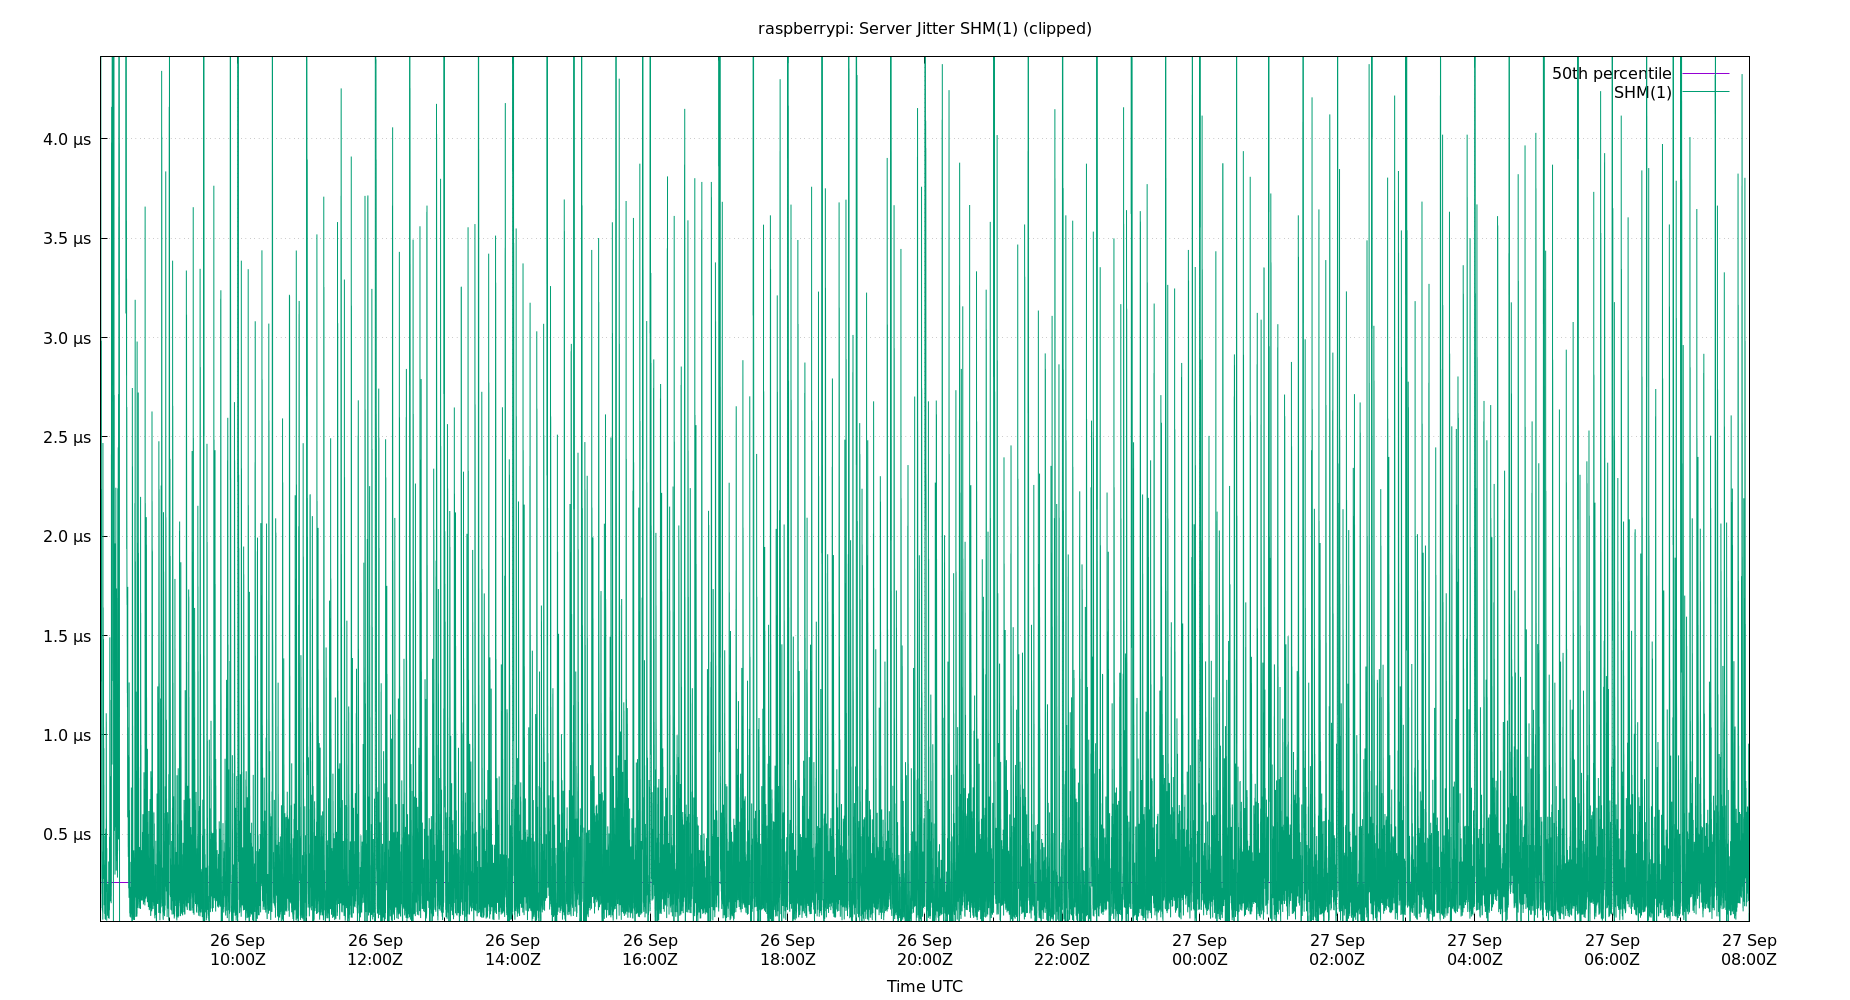 raspberrypi: Server Jitter SHM(1) (clipped)
50th percentile
SHM(1)
4.0 µs
3.5 µs
3.0 µs
2.5 µs
2.0 µs
1.5 µs
1.0 µs
0.5 µs
26 Sep 26 Sep 26 Sep 26 Sep 26 Sep 26 Sep 26 Sep 27 Sep 27 Sep 27 Sep 27 Sep 27 Sep
10:00Z 12:00Z 14:00Z 16:00Z 18:00Z 20:00Z 22:00Z 00:00Z 02:00Z 04:00Z 06:00Z 08:00Z
Time UTC